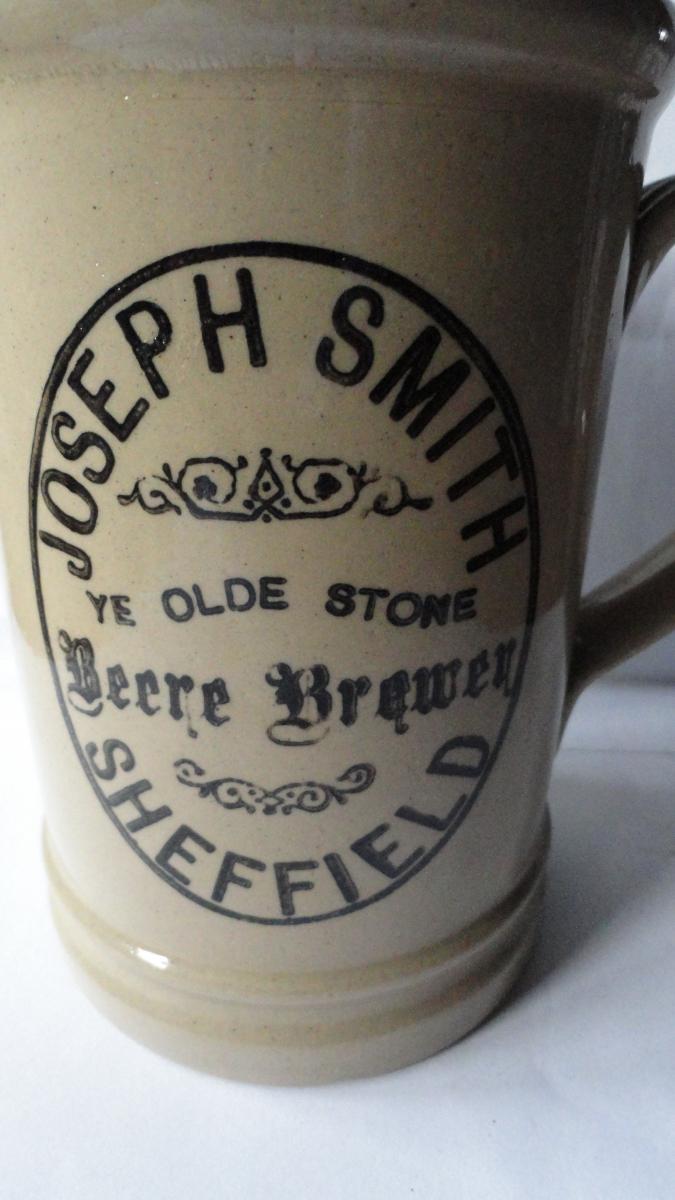 JOSEPH SMITH
YE OLDE STONE
Beere Brewery
SHEFFIELD